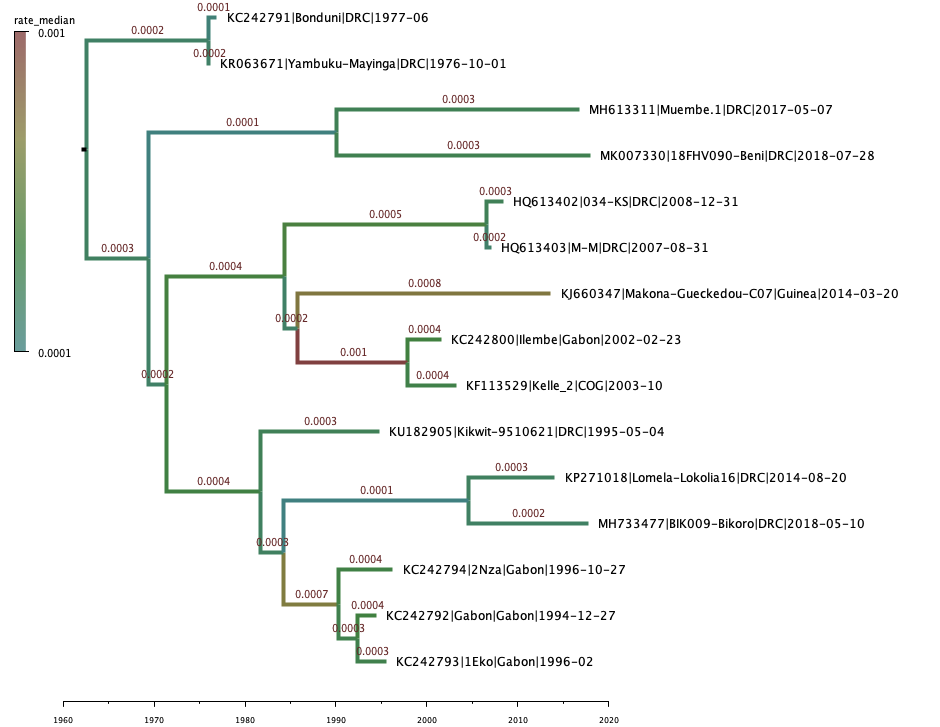 rate_median
0.001
0.0001
0.0001
KC242791|Bonduni|DRC|1977-06
0.0002
0.0002
KR063671|Yambuku-Mayinga|DRC|1976-10-01
0.0003
MH613311|Muembe.1|DRC|2017-05-07
0.0001
0.0003
MK007330|18FHV090-Beni|DRC|2018-07-28
0.0003
HQ613402|034-KS|DRC|2008-12-31
0.0005
0.0002
HQ613403|M-M|DRC|2007-08-31
0.0003
0.0004
0.0008
KJ660347|Makona-Gueckedou-C07|Guinea|2014-03-20
0.0002
0.0004
KC242800|Ilembe|Gabon|2002-02-23
0.001
0.0004
KF113529|Kelle_2|COG|2003-10
0.0002
0.0003
KU182905|Kikwit-9510621|DRC|1995-05-04
0.0004
0.0003
KP271018|Lomela-Lokolia16|DRC|2014-08-20
0.0001
0.0002
MH733477|BIK009-Bikoro|DRC|2018-05-10
0.0003
0.0004
KC242794|2Nza|Gabon|1996-10-27
0.0007
0.0004
KC242792|Gabon|Gabon|1994-12-27
0.0003
0.0003
KC242793|1Eko|Gabon|1996-02
1960 1970 1980 1990 2000 2010 2020